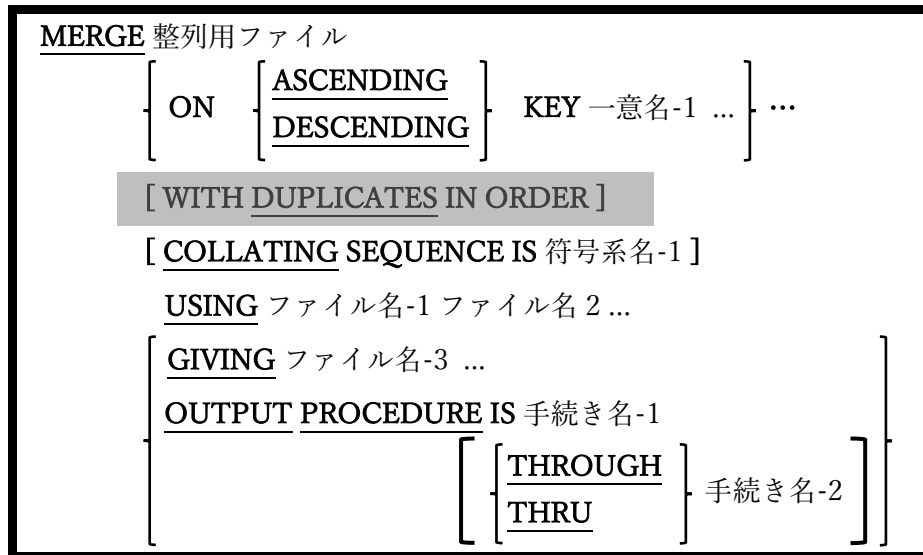 MERGE 整列用ファイル
ASCENDING
ON KEY 一意名-1 ... …
DESCENDING
[ WITH DUPLICATES IN ORDER ]
[ COLLATING SEQUENCE IS 符号系名-1 ]
USING ファイル名-1 ファイル名 2 ...
GIVING ファイル名-3 ...
OUTPUT PROCEDURE IS 手続き名-1
THROUGH
手続き名-2
THRU